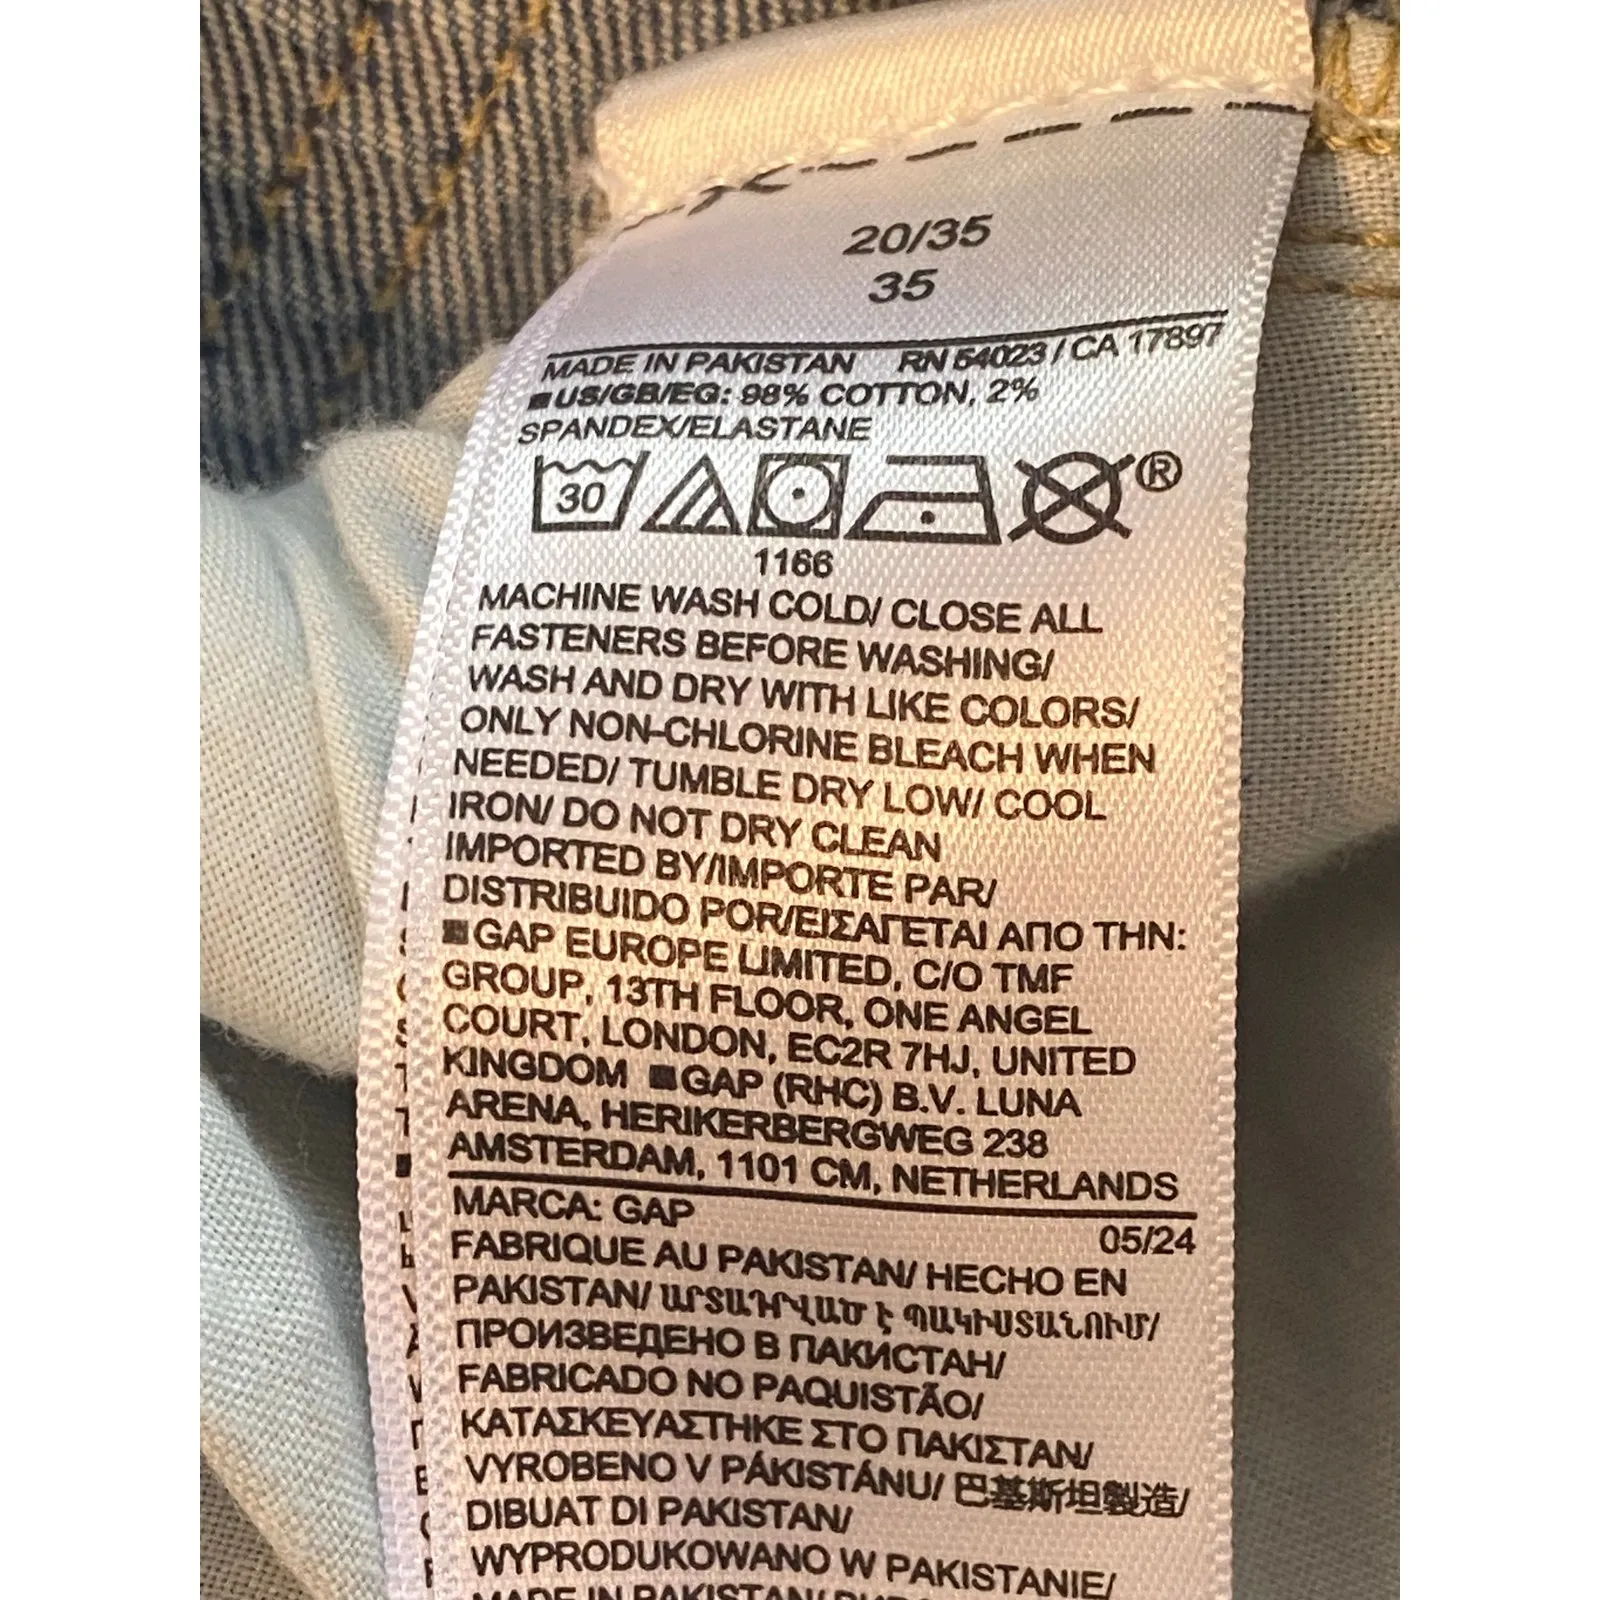 20/35
35
MADE IN PAKISTAN RN 54023 / CA 17897
■US/GB/EG: 98% COTTON, 2%
SPANDEX/ELASTANE
30 ®
1166
MACHINE WASH COLD/ CLOSE ALL
FASTENERS BEFORE WASHING/
WASH AND DRY WITH LIKE COLORS/
ONLY NON-CHLORINE BLEACH WHEN
NEEDED/ TUMBLE DRY LOW/ COOL
IRON/ DO NOT DRY CLEAN
IMPORTED BY/IMPORTE PAR/
DISTRIBUIDO POR/ΕΙΣΑΓΕΤΑΙ ΑΠΟ ΤΗΝ:
■GAP EUROPE LIMITED, C/O TMF
GROUP, 13TH FLOOR, ONE ANGEL
COURT, LONDON, EC2R 7HJ, UNITED
KINGDOM ■GAP (RHC) B.V. LUNA
ARENA, HERIKERBERGWEG 238
AMSTERDAM, 1101 CM, NETHERLANDS
MARCA: GAP
05/24
FABRIQUE AU PAKISTAN/ HECHO EN
PAKISTAN/ ԱՐՏԱԴՐՎԱԾ Է ՊԱԿԻՍՏԱՆՈՒՄ/
ПРОИЗВЕДЕНО В ПАКИСТАН/
FABRICADO NO PAQUISTÃO/
ΚΑΤΑΣΚΕΥΑΣΤΗΚΕ ΣΤΟ ΠΑΚΙΣΤΑΝ/
VYROBENO V PÁKISTÁNU/ 巴基斯坦製造/
DIBUAT DI PAKISTAN/
WYPRODUKOWANO W PAKISTANIE/
MADE IN PAKISTAN/